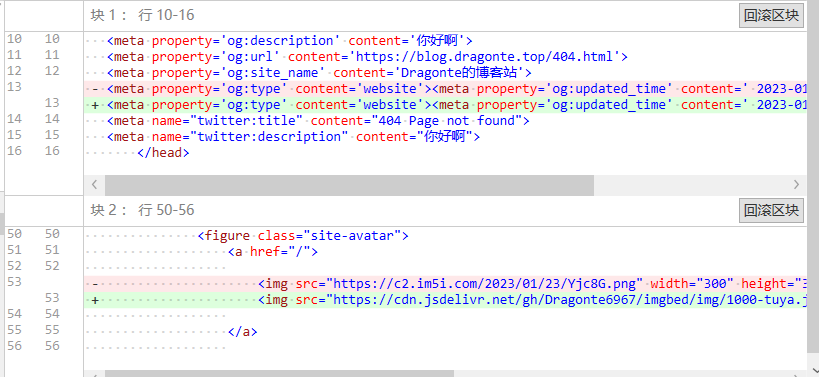 块 1： 行 10-16 回滚区块
10 10 <meta property='og:description' content='你好啊'>
11 11 <meta property='og:url' content='https://blog.dragonte.top/404.html'>
12 12 <meta property='og:site_name' content='Dragonte的博客站'>
13 - <meta property='og:type' content='website'><meta property='og:updated_time' content=' 2023-01
13 + <meta property='og:type' content='website'><meta property='og:updated_time' content=' 2023-01
14 14 <meta name="twitter:title" content="404 Page not found">
15 15 <meta name="twitter:description" content="你好啊">
16 16 </head>
块 2： 行 50-56 回滚区块
50 50 <figure class="site-avatar">
51 51 <a href="/">
52 52
53 - <img src="https://c2.im5i.com/2023/01/23/Yjc8G.png" width="300" height="3
53 + <img src="https://cdn.jsdelivr.net/gh/Dragonte6967/imgbed/img/1000-tuya.j
54 54
55 55 </a>
56 56